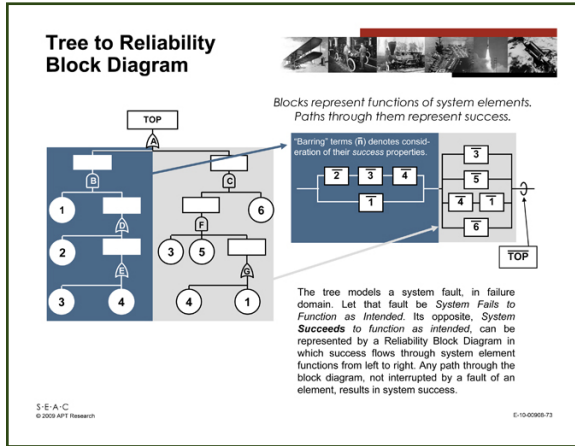 Tree to Reliability
Block Diagram
Blocks represent functions of system elements.
Paths through them represent success.
TOP
A
B
C
1
D
F
6
2
E
3
5
G
3
4
4
1
"Barring" terms (n̅) denotes consid-
eration of their success properties.
2̅ 3̅ 4̅
1̅
3̅
5̅
4̅ 1̅
6̅
T̅O̅P̅
The tree models a system fault, in failure
domain. Let that fault be System Fails to
Function as Intended. Its opposite, System
Succeeds to function as intended, can be
represented by a Reliability Block Diagram in
which success flows through system element
functions from left to right. Any path through the
block diagram, not interrupted by a fault of an
element, results in system success.
S·E·A·C
© 2009 APT Research
E-10-00908-73